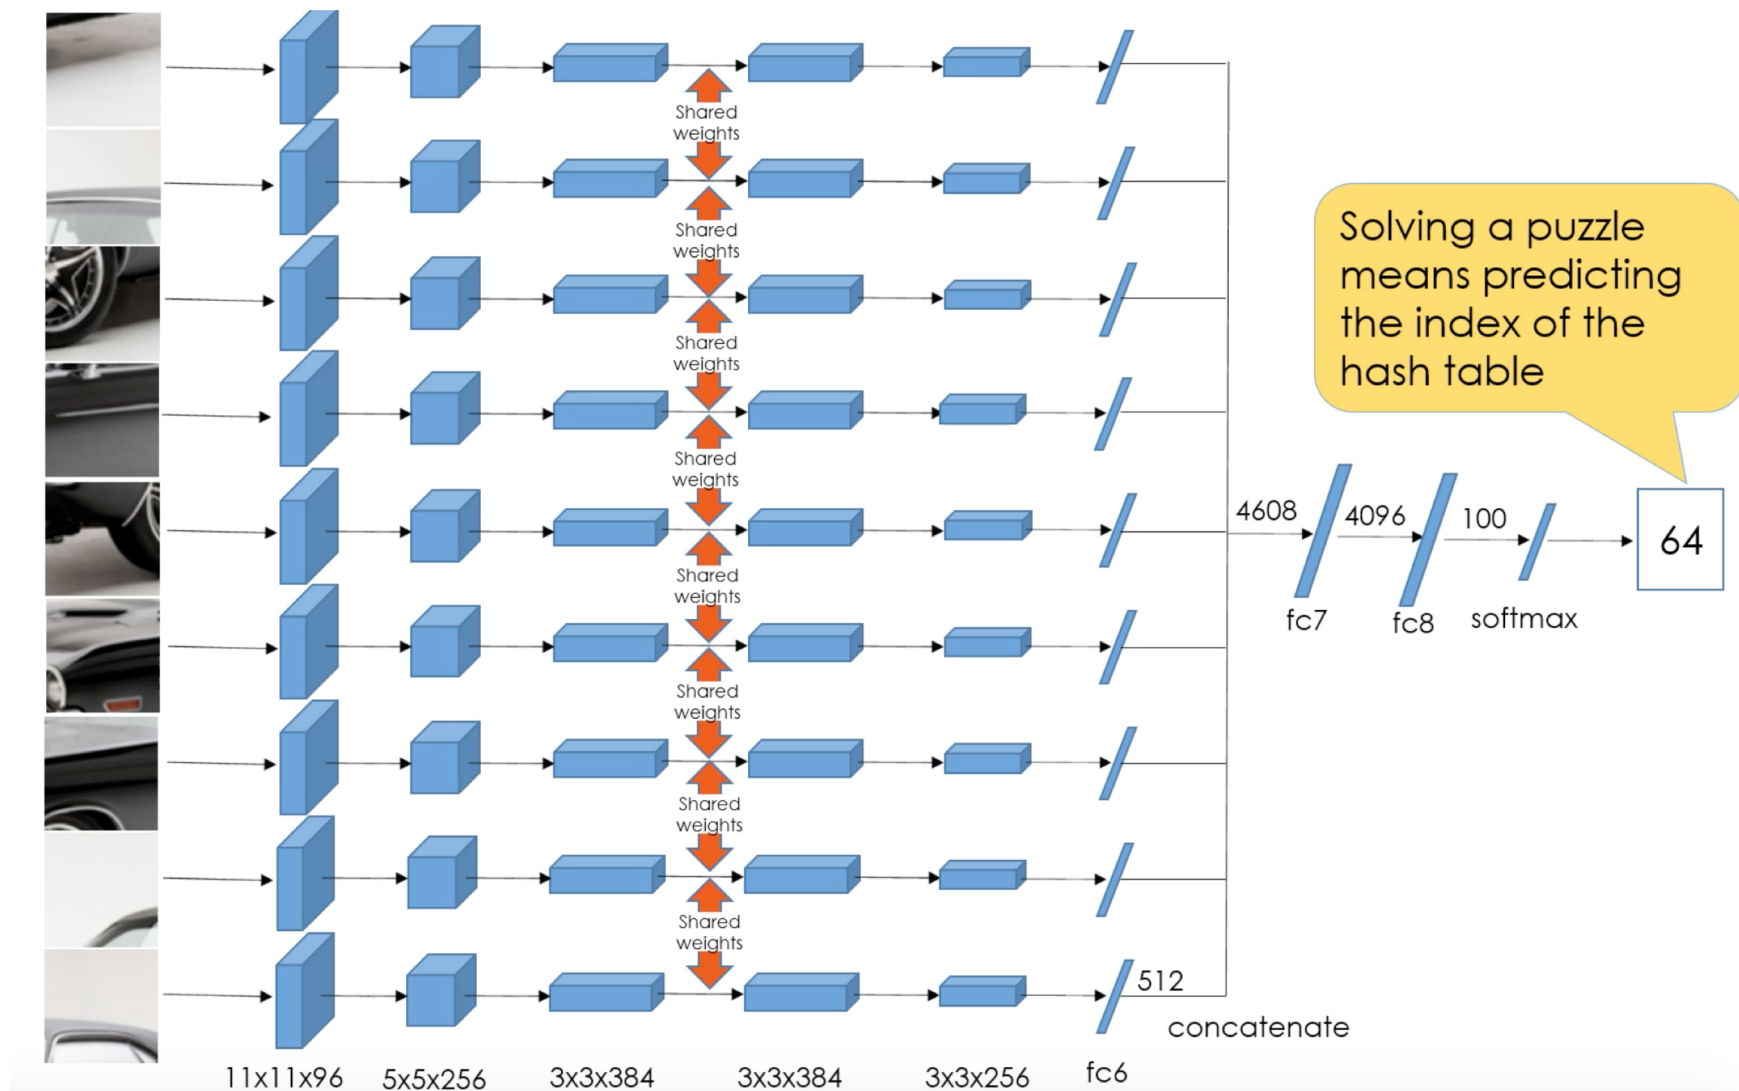 Shared
weights
Shared
weights
Shared
weights
Shared
weights
Shared
weights
Shared
weights
Shared
weights
Shared
weights
Solving a puzzle
means predicting
the index of the
hash table
4608
4096
100
64
fc7
fc8
softmax
512
concatenate
11x11x96
5x5x256
3x3x384
3x3x384
3x3x256
fc6